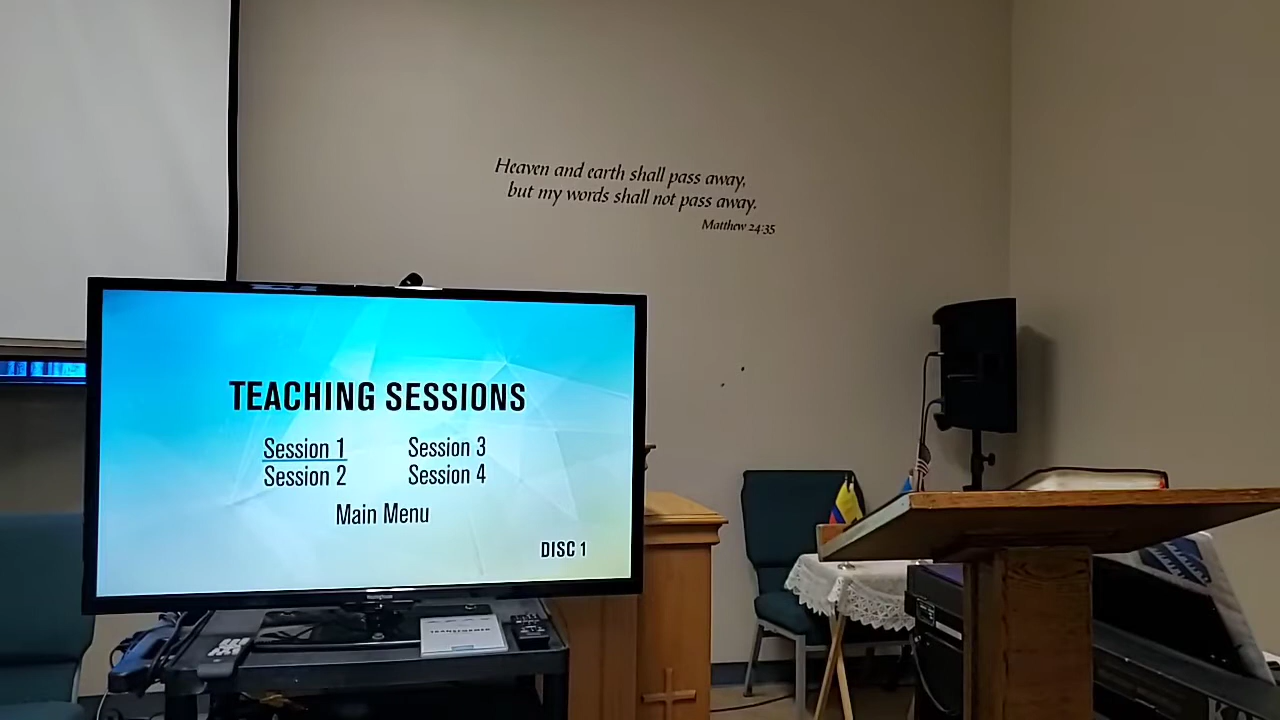 Heaven and earth shall pass away,
but my words shall not pass away.
Matthew 24:35
TEACHING SESSIONS
Session 1
Session 3
Session 2
Session 4
Main Menu
DISC 1
TRANSFORMED